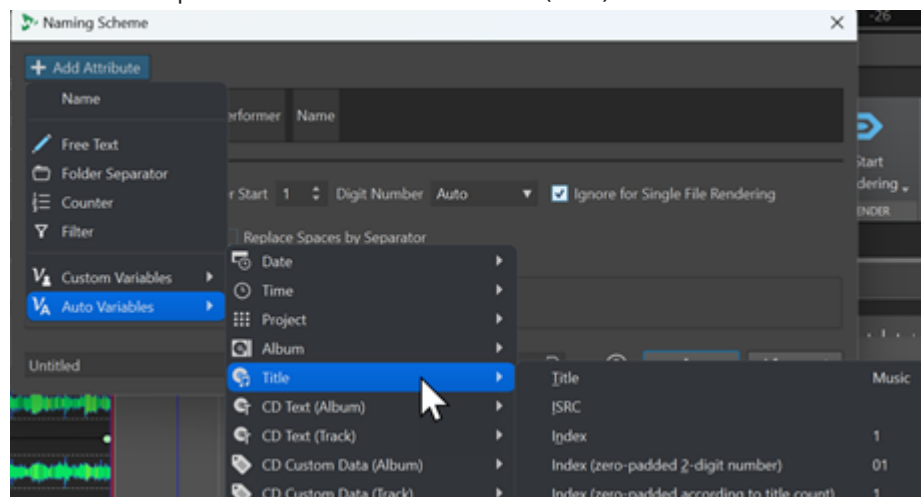 Naming Scheme
-26
Add Attribute
Name
Performer Name
Free Text
Start
Folder Separator
Start 1 Digit Number Auto Ignore for Single File Rendering
Counter
RENDER
Filter
Replace Spaces by Separator
Date
Custom Variables
Time
Auto Variables
Project
Album
Untitled
Title
Title Music
CD Text (Album)
ISRC
CD Text (Track)
Index 1
CD Custom Data (Album)
Index (zero-padded 2-digit number) 01
CD Custom Data (Track)
Index (zero-padded according to title count) 1